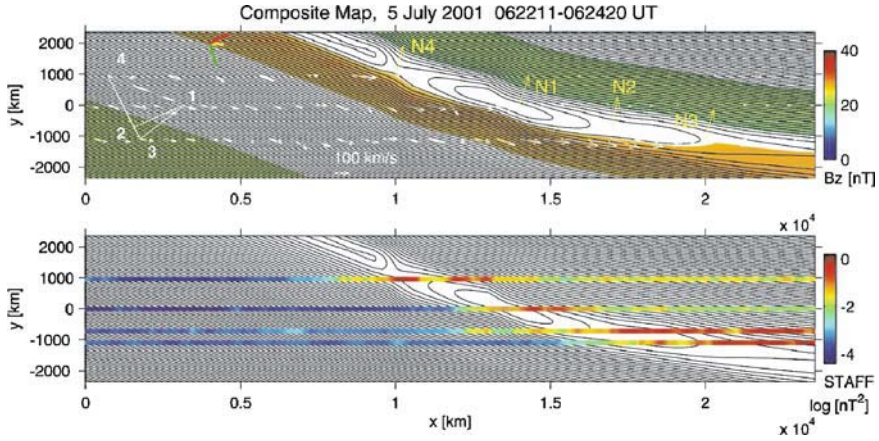 Composite Map, 5 July 2001 062211-062420 UT
2000
1000
0
-1000
-2000
y [km]
4
1
2
3
N4
N1
N2
N3
100 km/s
40
20
0
Bz [nT]
0
0.5
1
1.5
2
x 10^4
2000
1000
0
-1000
-2000
y [km]
0
-2
-4
STAFF
log [nT^2]
0
0.5
1
1.5
2
x [km]
x 10^4